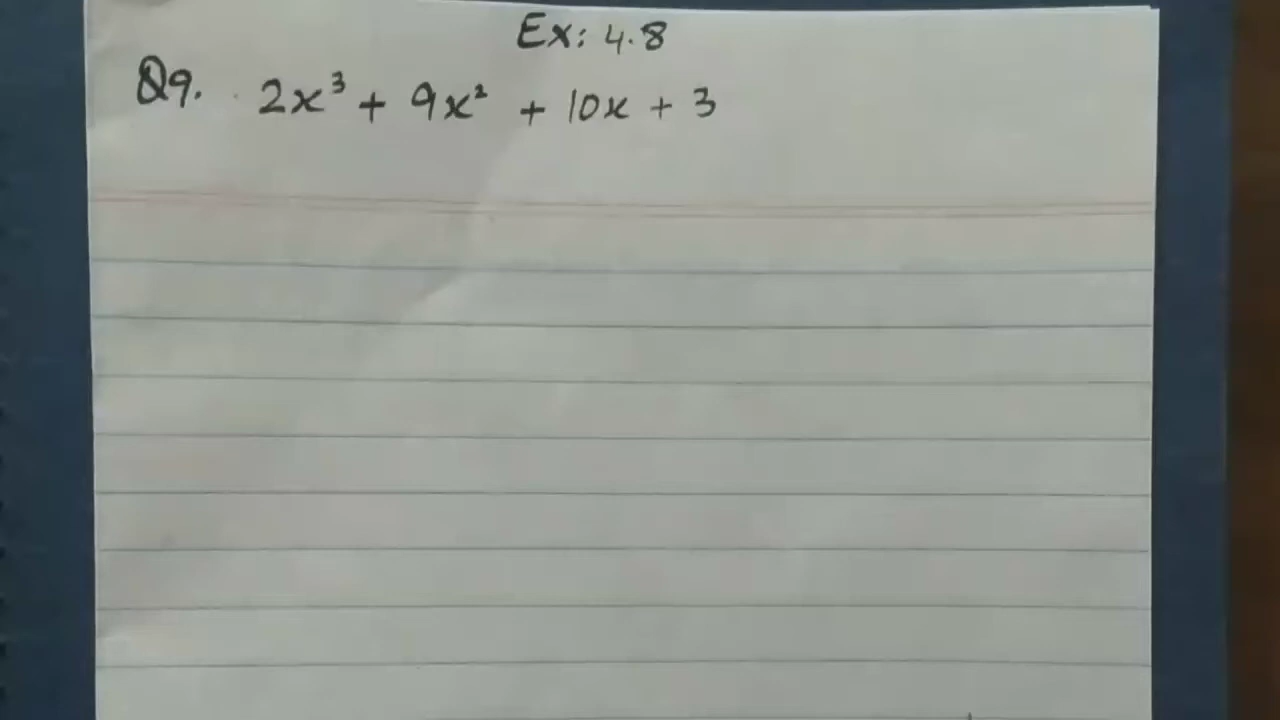 Ex: 4.8
Q9. 2x³ + 9x² + 10x + 3